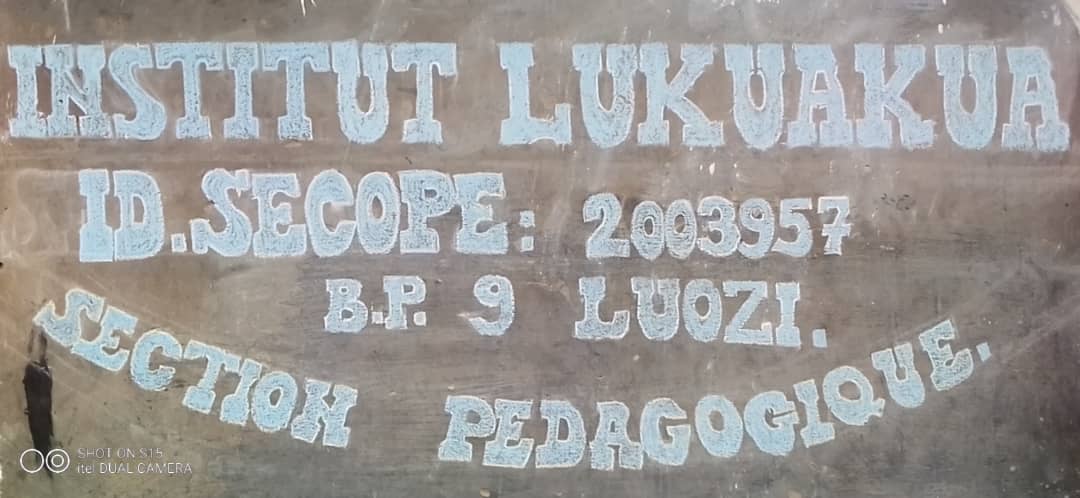 INSTITUT LUKUAKUA
ID.SECOPE: 2003957
B.P. 9 LUOZI.
SECTION PEDAGOGIQUE.
SHOT ON S15
itel DUAL CAMERA